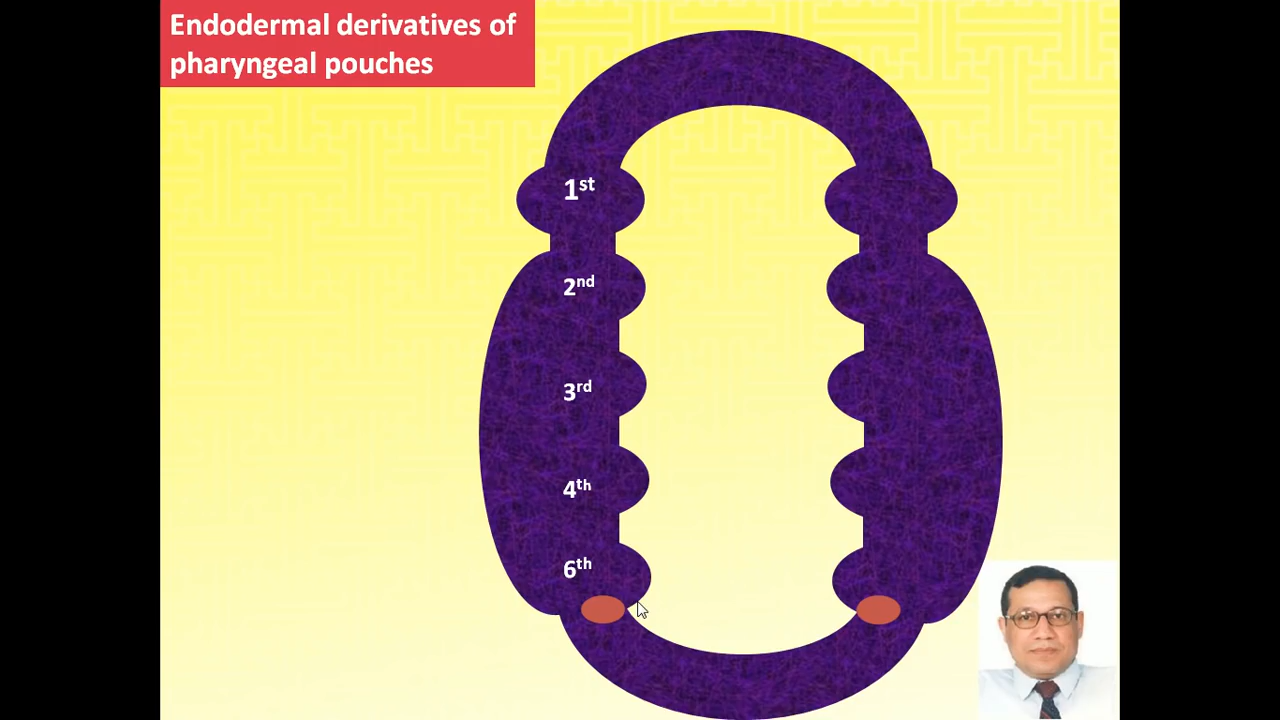 Endodermal derivatives of
pharyngeal pouches
1st
2nd
3rd
4th
6th